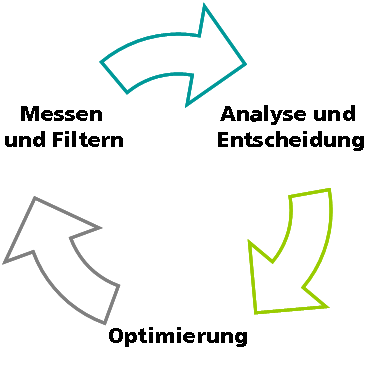 Messen
und Filtern
Analyse und
Entscheidung
Optimierung